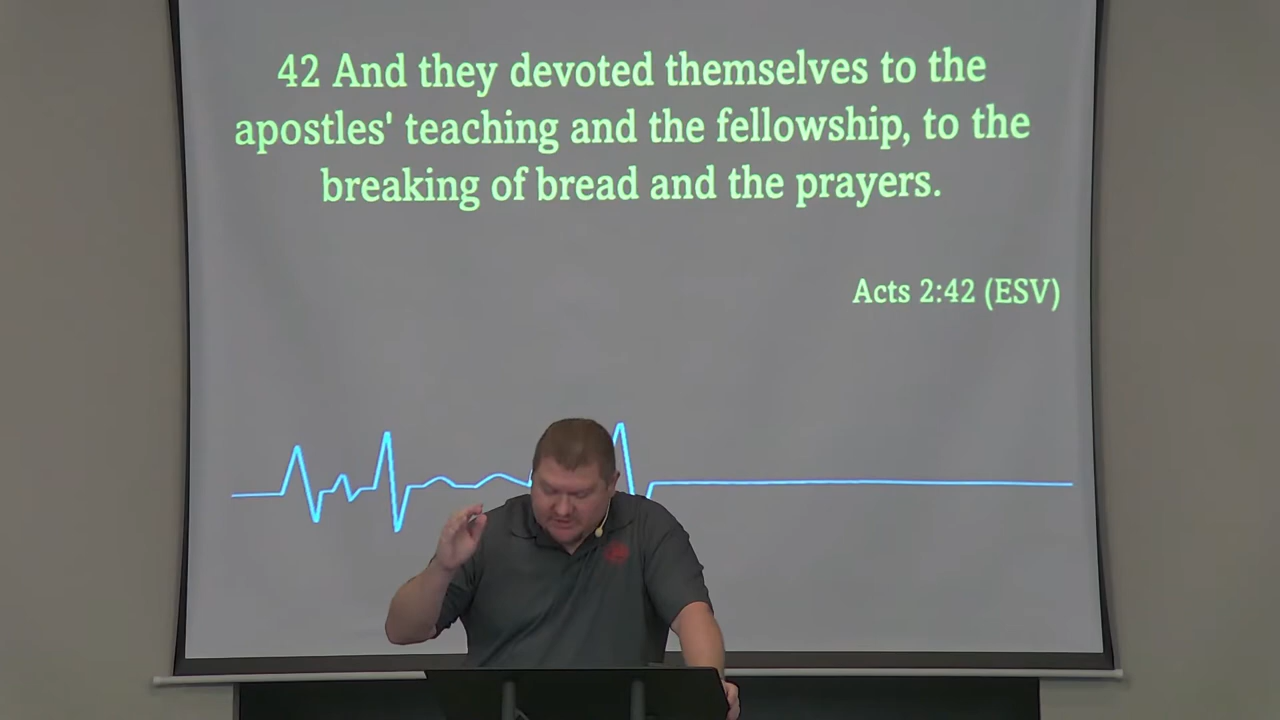 42 And they devoted themselves to the
apostles' teaching and the fellowship, to the
breaking of bread and the prayers.
Acts 2:42 (ESV)